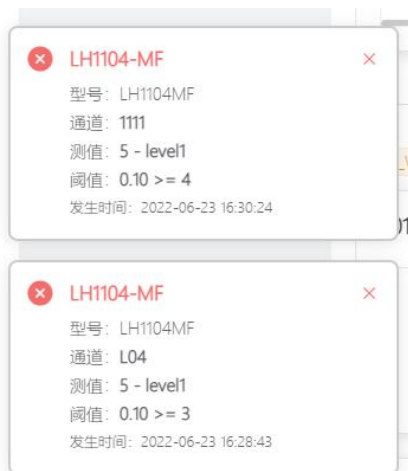 LH1104-MF
型号：LH1104MF
通道：1111
测值：5 - level1
阈值：0.10 >= 4
发生时间：2022-06-23 16:30:24
LH1104-MF
型号：LH1104MF
通道：L04
测值：5 - level1
阈值：0.10 >= 3
发生时间：2022-06-23 16:28:43